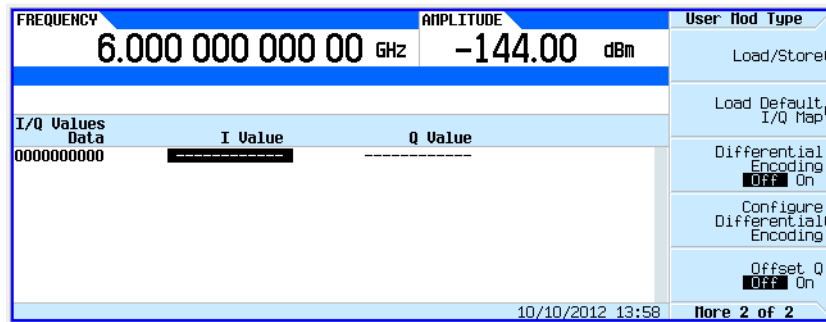 FREQUENCY AMPLITUDE User Mod Type
6.000 000 000 00 GHz -144.00 dBm
Load/Store
Load Default
I/Q Map
I/Q Values
Data I Value Q Value
0000000000 ------------ ------------
Differential
Encoding
Off On
Configure
Differential
Encoding
Offset Q
Off On
10/10/2012 13:58 More 2 of 2